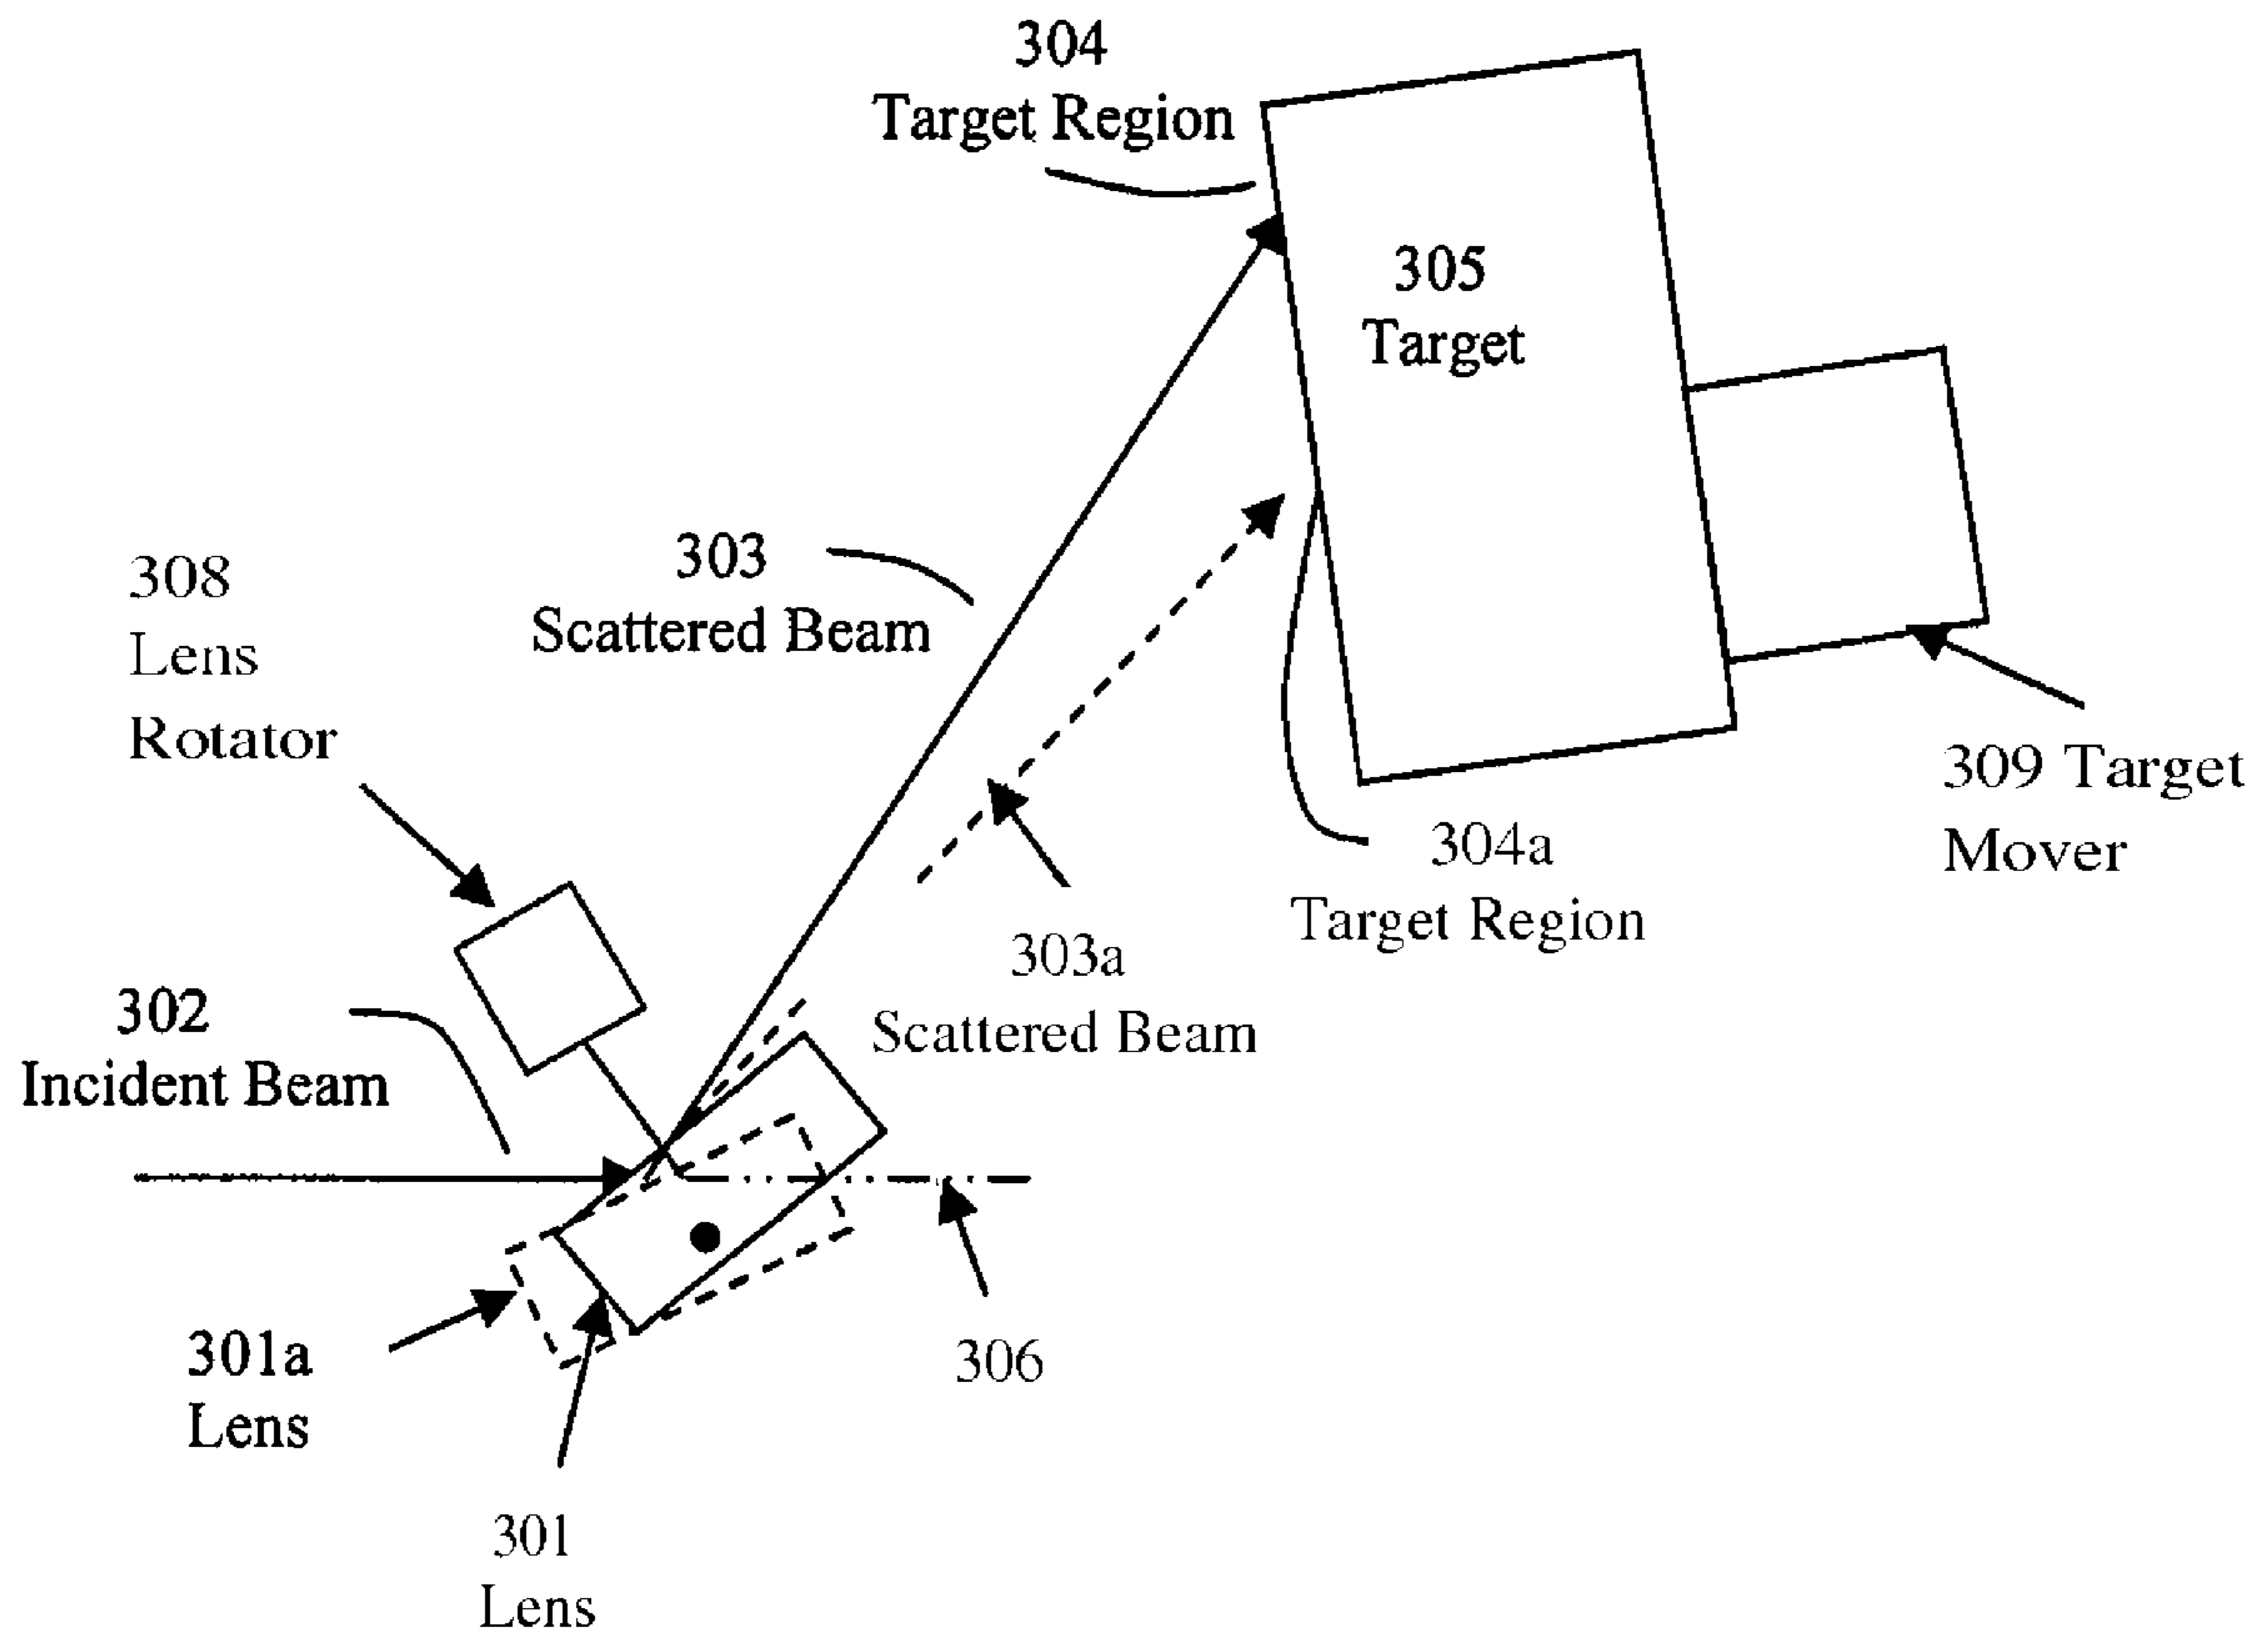 304
Target Region
305
Target
303
Scattered Beam
308
Lens
Rotator
309 Target
Mover
304a
Target Region
303a
Scattered Beam
302
Incident Beam
301a
Lens
306
301
Lens